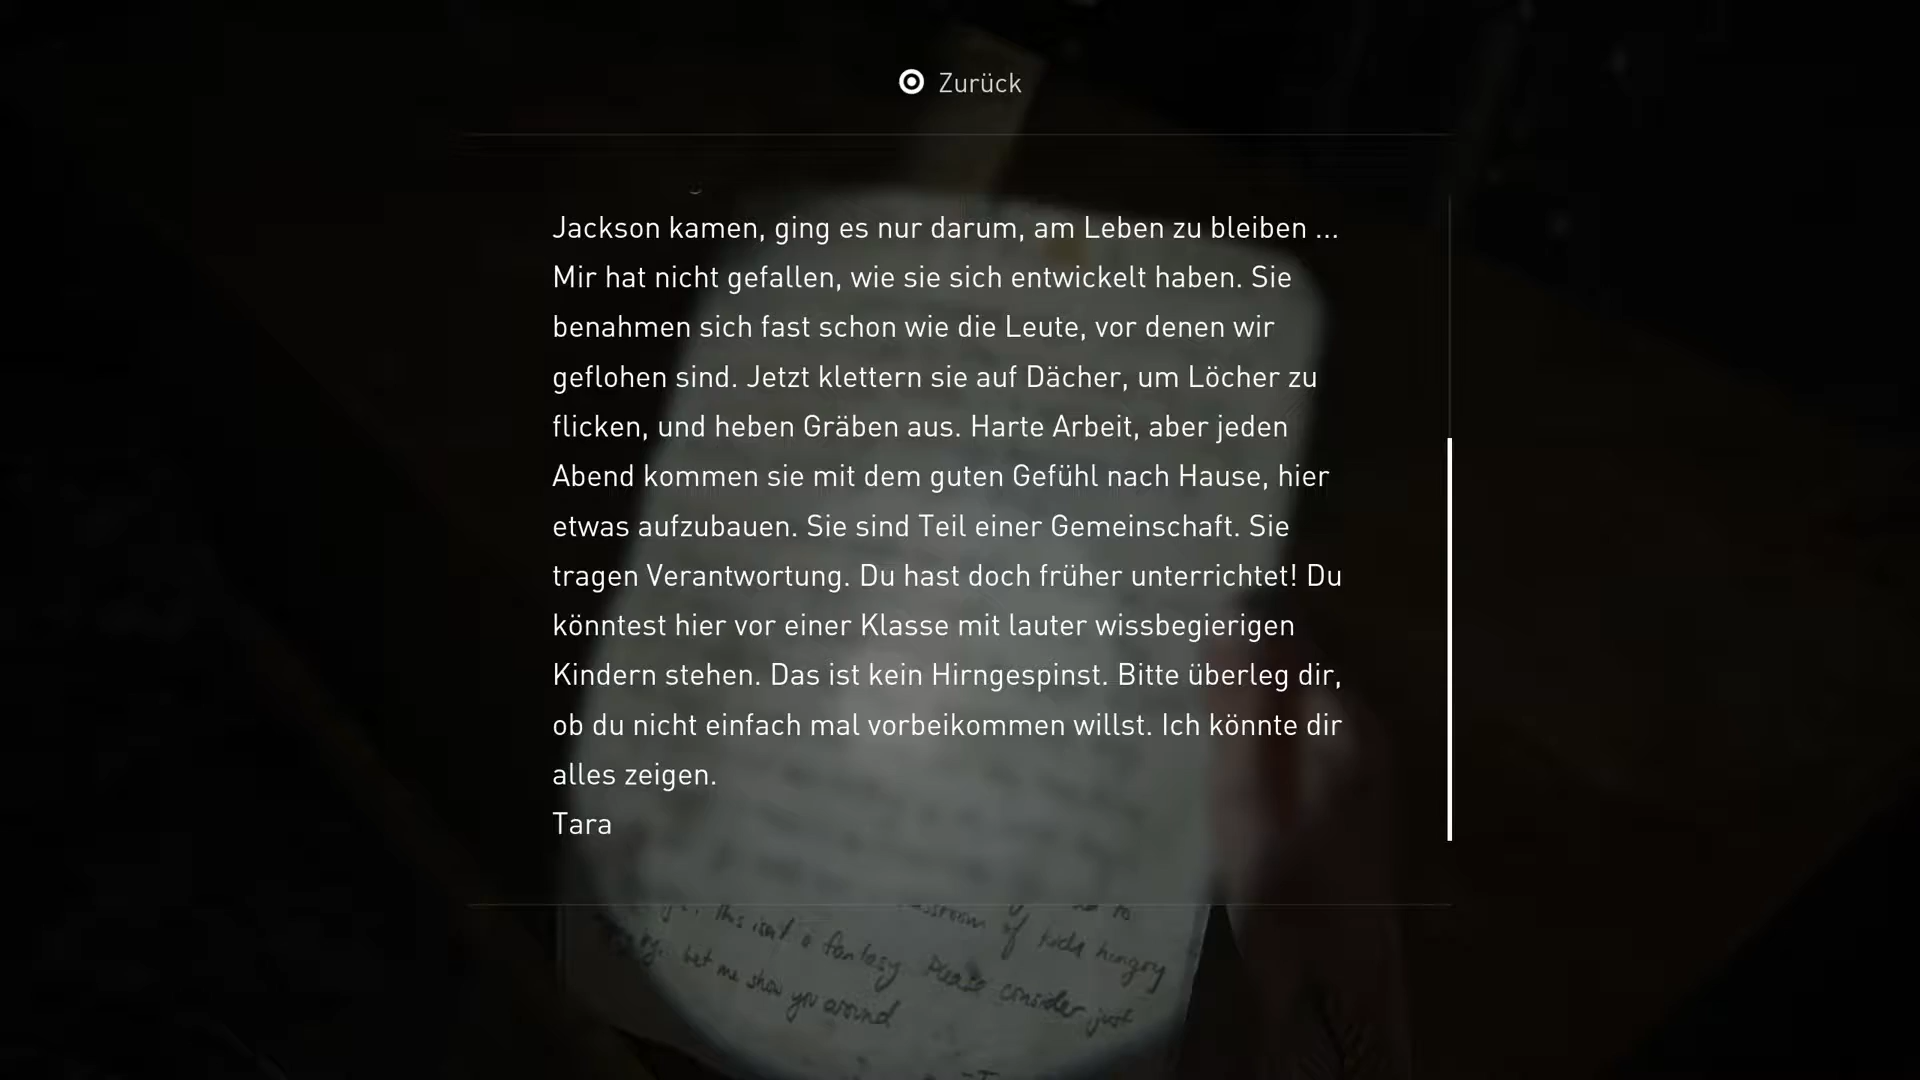 Zurück
Jackson kamen, ging es nur darum, am Leben zu bleiben ...
Mir hat nicht gefallen, wie sie sich entwickelt haben. Sie
benahmen sich fast schon wie die Leute, vor denen wir
geflohen sind. Jetzt klettern sie auf Dächer, um Löcher zu
flicken, und heben Gräben aus. Harte Arbeit, aber jeden
Abend kommen sie mit dem guten Gefühl nach Hause, hier
etwas aufzubauen. Sie sind Teil einer Gemeinschaft. Sie
tragen Verantwortung. Du hast doch früher unterrichtet! Du
könntest hier vor einer Klasse mit lauter wissbegierigen
Kindern stehen. Das ist kein Hirngespinst. Bitte überleg dir,
ob du nicht einfach mal vorbeikommen willst. Ich könnte dir
alles zeigen.
Tara
to
of kids hungry
This isn't a fantasy. Please consider just
let me show you around